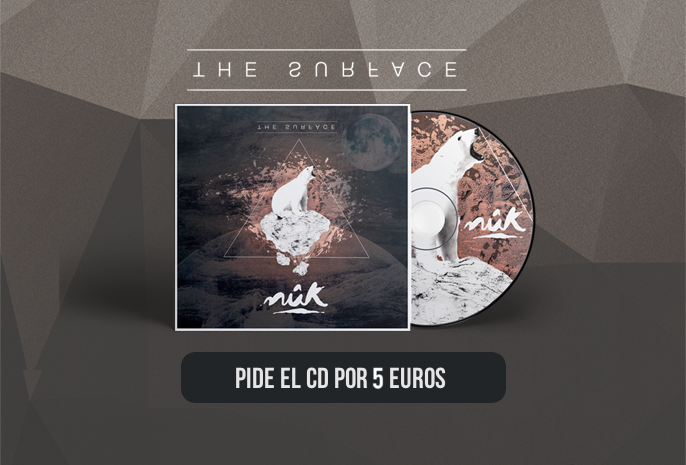 THE SURFACE
THE SURFACE
nûk
nûk
PIDE EL CD POR 5 EUROS